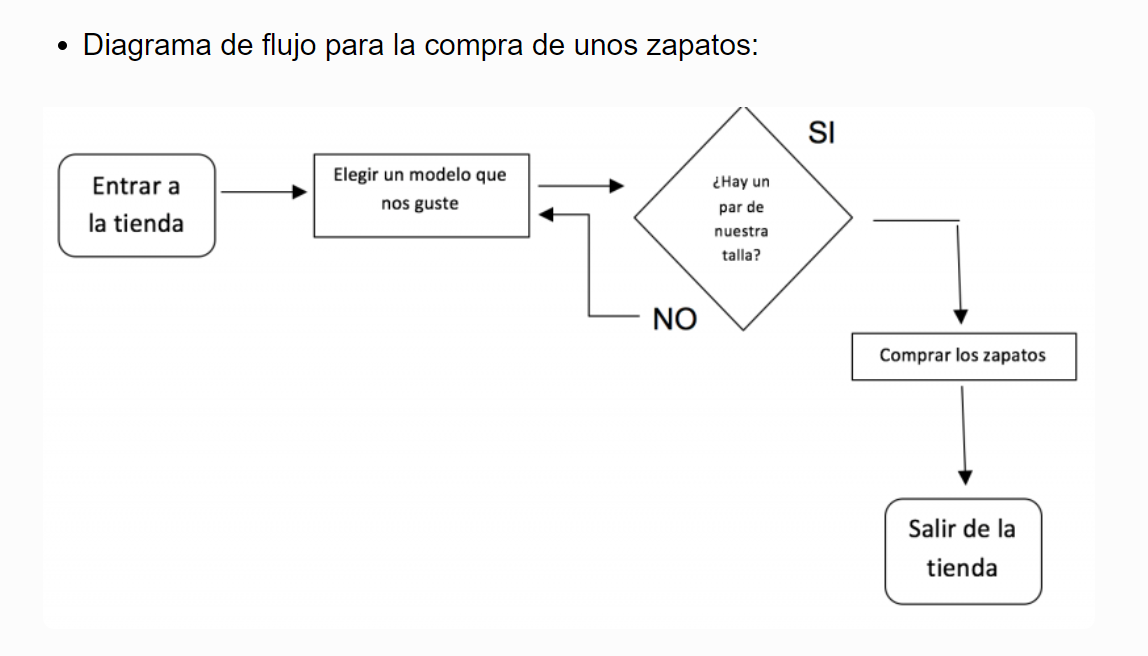 • Diagrama de flujo para la compra de unos zapatos:
Entrar a
la tienda
Elegir un modelo que
nos guste
¿Hay un
par de
nuestra
talla?
SI
NO
Comprar los zapatos
Salir de la
tienda